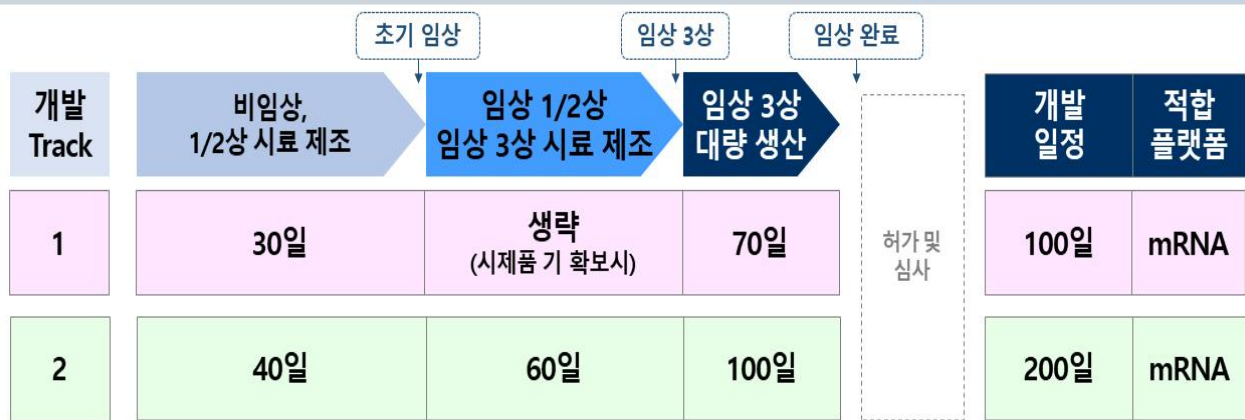 초기 임상
임상 3상
임상 완료
개발
Track
비임상,
1/2상 시료 제조
임상 1/2상
임상 3상 시료 제조
임상 3상
대량 생산
개발
일정
적합
플랫폼
1
30일
생략
(시제품 기 확보시)
70일
허가 및
심사
100일
mRNA
2
40일
60일
100일
200일
mRNA